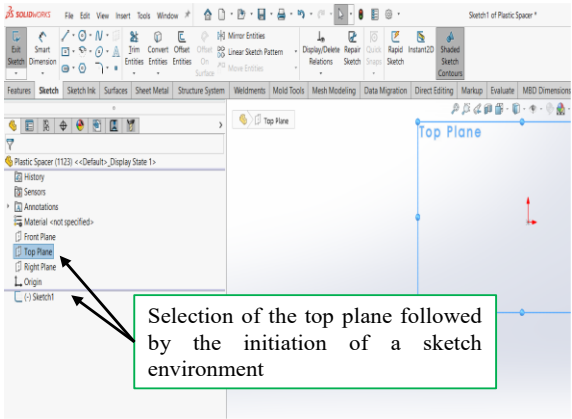 SOLIDWORKS File Edit View Insert Tools Window Sketch1 of Plastic Spacer *
Exit Sketch
Smart Dimension
Trim Entities
Convert Entities
Offset Entities
Offset On Surface
Mirror Entities
Linear Sketch Pattern
Move Entities
Display/Delete Relations
Repair Sketch
Quick Snaps
Rapid Sketch
Instant2D
Shaded Sketch Contours
Features Sketch Sketch Ink Surfaces Sheet Metal Structure System Weldments Mold Tools Mesh Modeling Data Migration Direct Editing Markup Evaluate MBD Dimensions
Top Plane
Top Plane
Plastic Spacer (1123) <<Default>_Display State 1>
History
Sensors
Annotations
Material <not specified>
Front Plane
Top Plane
Right Plane
Origin
(-) Sketch1
Selection of the top plane followed
by the initiation of a sketch
environment